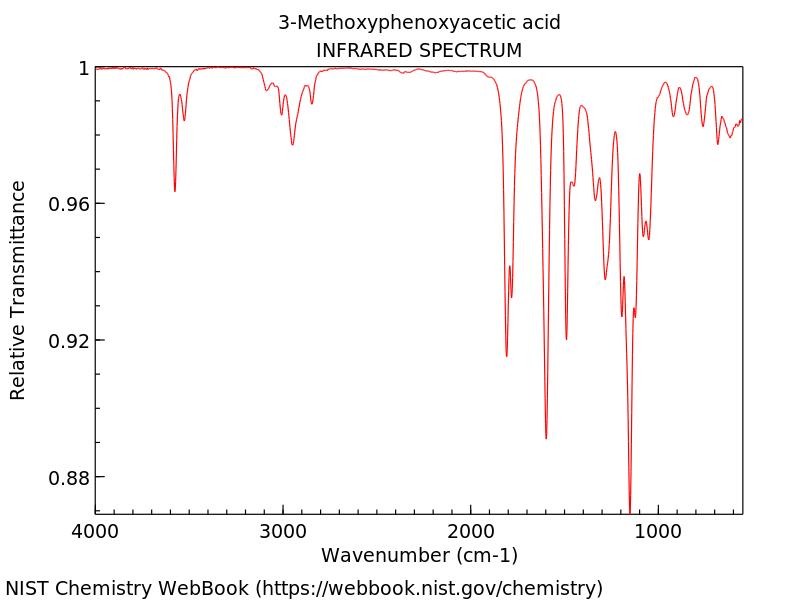 3-Methoxyphenoxyacetic acid
INFRARED SPECTRUM
1
0.96
0.92
0.88
Relative Transmittance
4000 3000 2000 1000
Wavenumber (cm-1)
NIST Chemistry WebBook (https://webbook.nist.gov/chemistry)